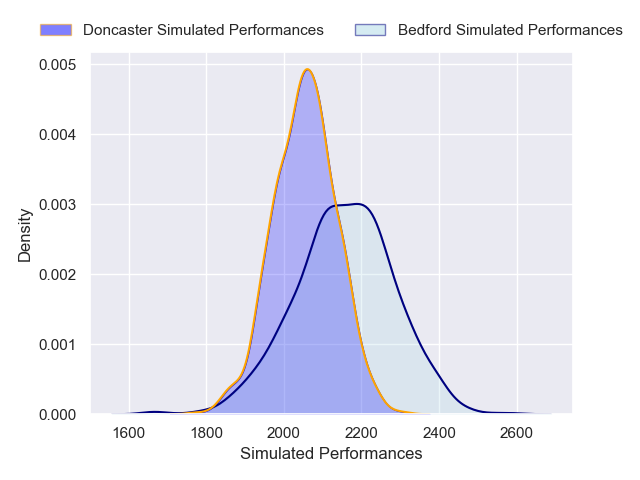 Doncaster Simulated Performances Bedford Simulated Performances
0.005
0.004
0.003
0.002
0.001
0.000
Density
1600 1800 2000 2200 2400 2600
Simulated Performances